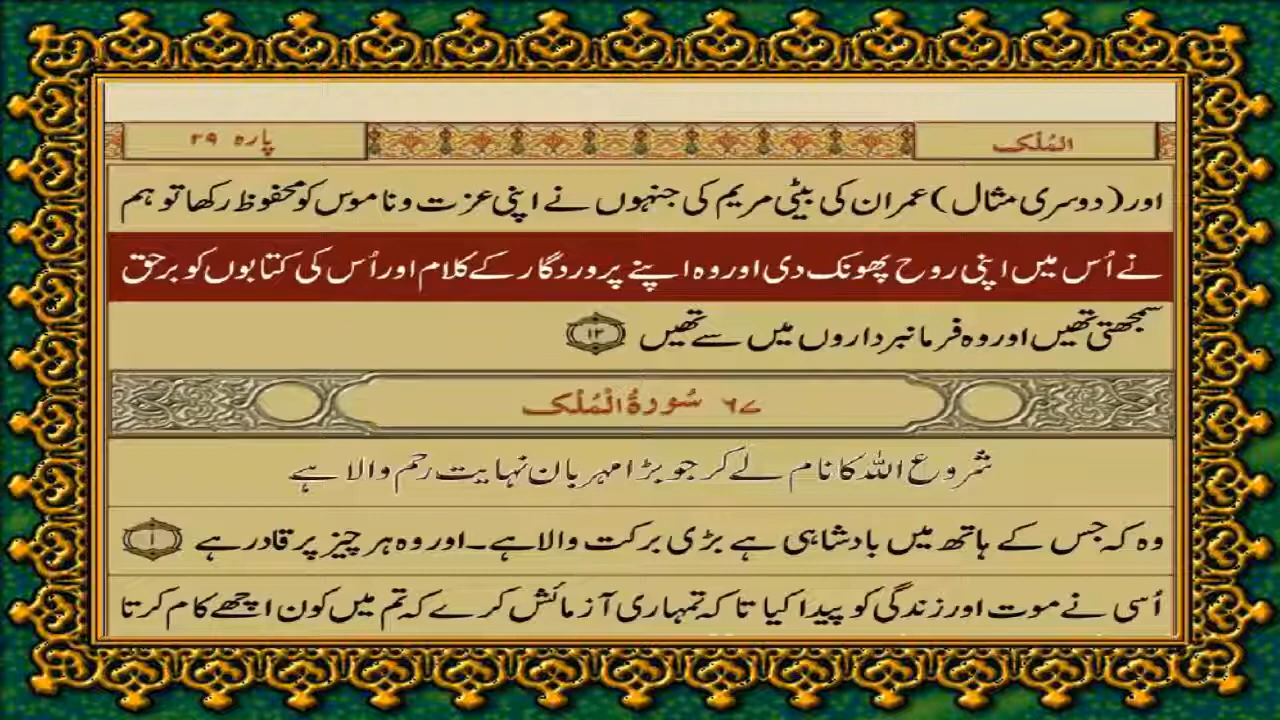 الملک
پارہ ۲۹
اور (دوسری مثال) عمران کی بیٹی مریم کی جنہوں نے اپنی عزت و ناموس کو محفوظ رکھا تو ہم
نے اُس میں اپنی روح پھونک دی اور وہ اپنے پروردگار کے کلام اور اُس کی کتابوں کو برحق
سمجھتی تھیں اور وہ فرمانبرداروں میں سے تھیں ۱۲
۶۷ سُورۃُالْمُلْک
شروع اللہ کا نام لے کر جو بڑا مہربان نہایت رحم والا ہے
وہ کہ جس کے ہاتھ میں بادشاہی ہے بڑی برکت والا ہے۔ اور وہ ہر چیز پر قادر ہے ۱
اُسی نے موت اور زندگی کو پیدا کیا تا کہ تمہاری آزمائش کرے کہ تم میں کون اچھے کام کرتا